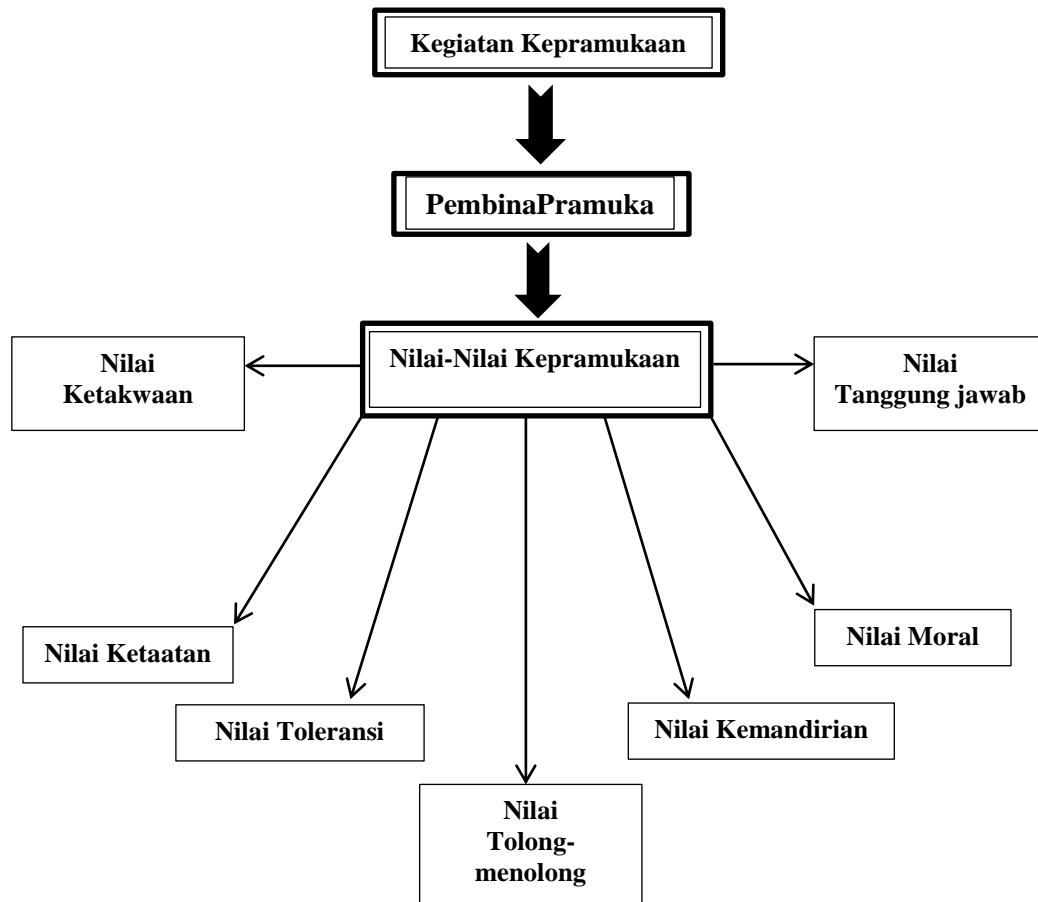 Kegiatan Kepramukaan
PembinaPramuka
Nilai-Nilai Kepramukaan
Nilai
Ketakwaan
Nilai
Tanggung jawab
Nilai Ketaatan
Nilai Moral
Nilai Toleransi
Nilai Kemandirian
Nilai
Tolong-
menolong